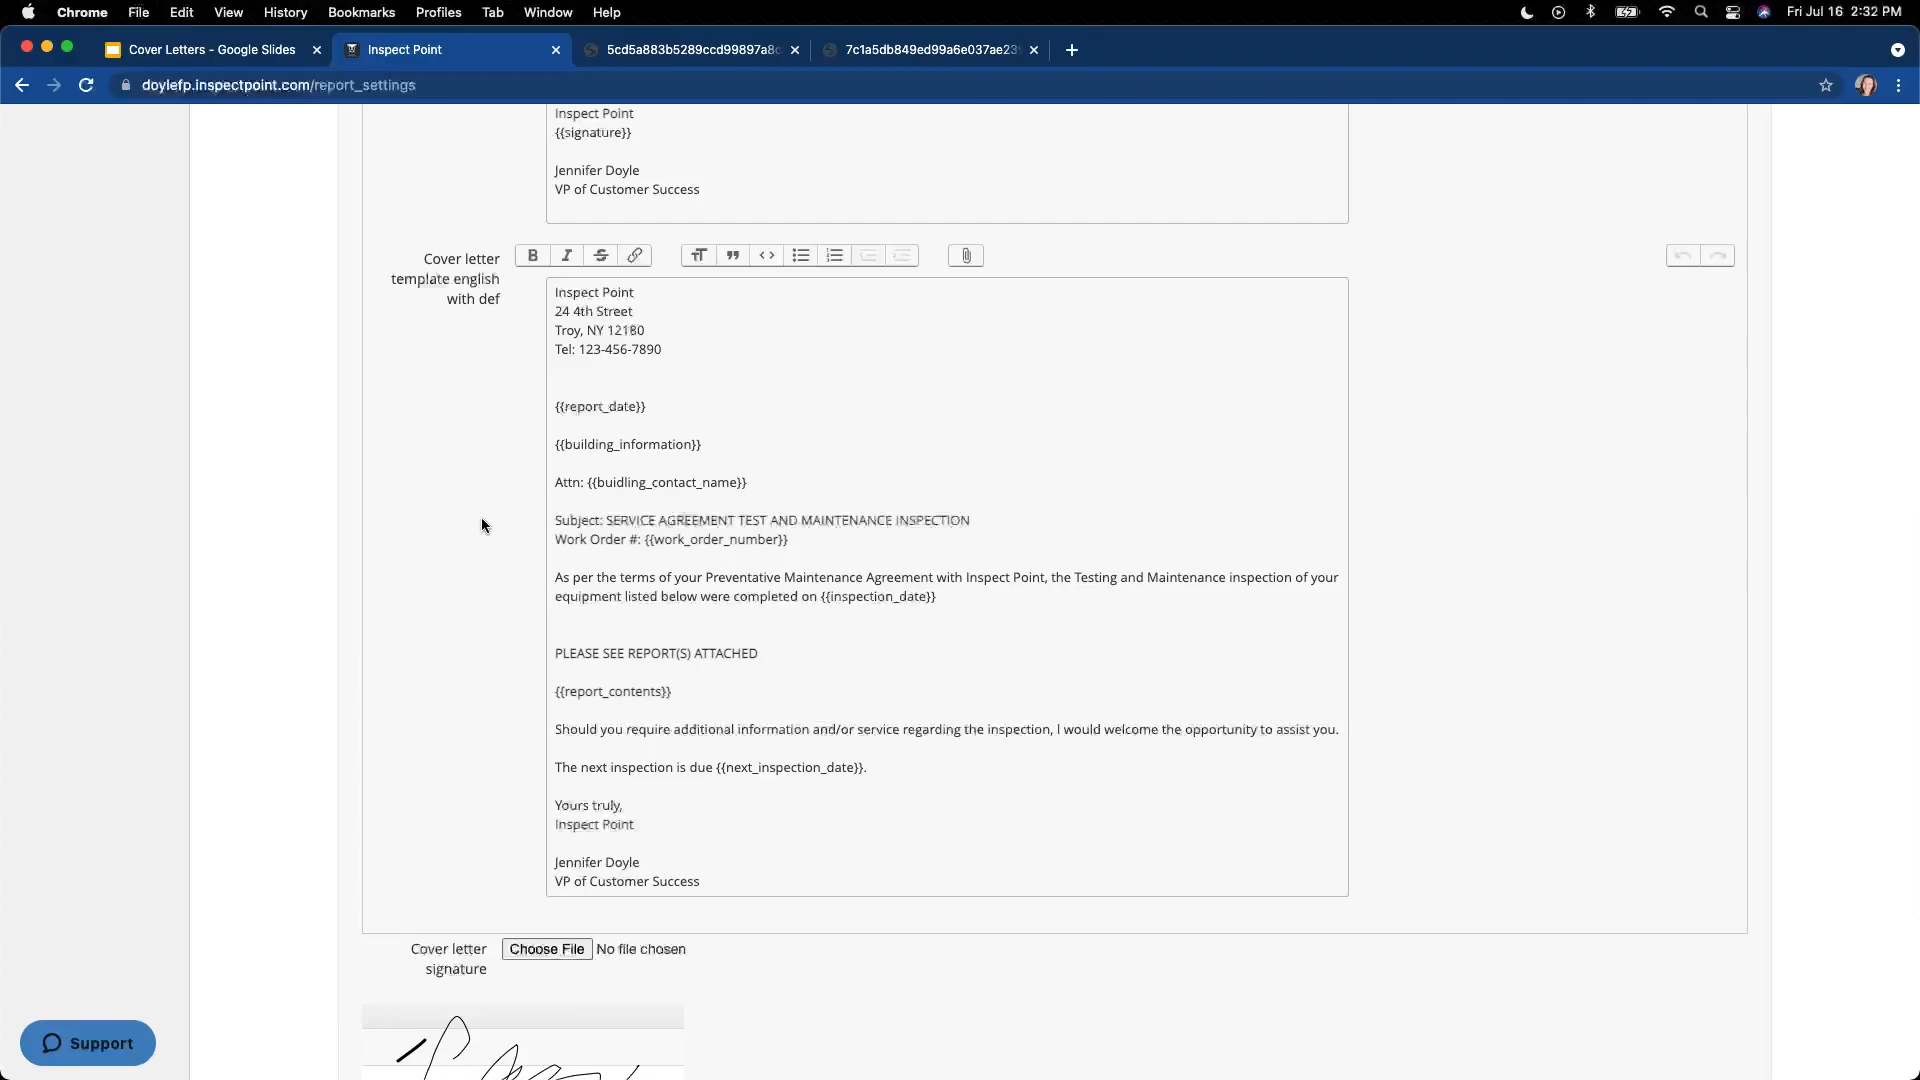 Chrome File Edit View History Bookmarks Profiles Tab Window Help Fri Jul 16 2:32 PM
Cover Letters - Google Slides Inspect Point 5cd5a883b5289ccd99897a8c 7c1a5db849ed99a6e037ae23
doylefp.inspectpoint.com/report_settings
Inspect Point
{{signature}}
Jennifer Doyle
VP of Customer Success
Cover letter
template english
with def
Inspect Point
24 4th Street
Troy, NY 12180
Tel: 123-456-7890
{{report_date}}
{{building_information}}
Attn: {{buidling_contact_name}}
Subject: SERVICE AGREEMENT TEST AND MAINTENANCE INSPECTION
Work Order #: {{work_order_number}}
As per the terms of your Preventative Maintenance Agreement with Inspect Point, the Testing and Maintenance inspection of your
equipment listed below were completed on {{inspection_date}}
PLEASE SEE REPORT(S) ATTACHED
{{report_contents}}
Should you require additional information and/or service regarding the inspection, I would welcome the opportunity to assist you.
The next inspection is due {{next_inspection_date}}.
Yours truly,
Inspect Point
Jennifer Doyle
VP of Customer Success
Cover letter
signature
Choose File No file chosen
Support